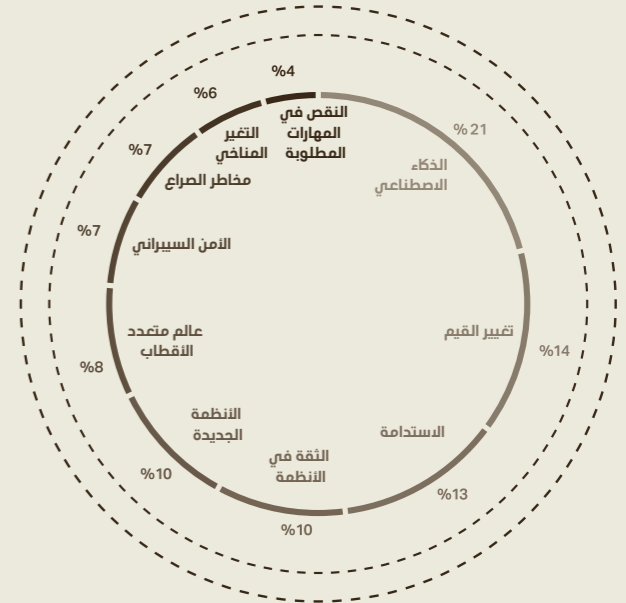 %21
الذكاء
الاصطناعي
%14
تغيير القيم
%13
الاستدامة
%10
الثقة في
الأنظمة
%10
الأنظمة
الجديدة
%8
عالم متعدد
الأقطاب
%7
الأمن السيبراني
%7
مخاطر الصراع
%6
التغير
المناخي
%4
النقص في
المهارات
المطلوبة